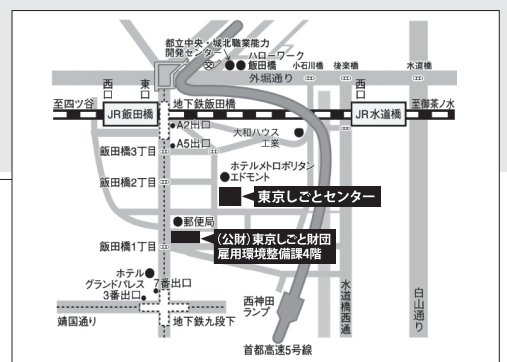 都立中央・城北職業能力
開発センター
ハローワーク
飯田橋
小石川橋
後楽橋
水道橋
外堀通り
西口
東口
西口
至四ツ谷
地下鉄飯田橋
至御茶ノ水
JR飯田橋
JR水道橋
A2出口
大和ハウス
工業
A5出口
飯田橋3丁目
ホテルメトロポリタン
エドモント
飯田橋2丁目
東京しごとセンター
郵便局
(公財)東京しごと財団
雇用環境整備課4階
飯田橋1丁目
ホテル
グランドパレス
7番出口
3番出口
西神田
ランプ
水道橋西通り
白山通り
靖国通り
地下鉄九段下
首都高速5号線